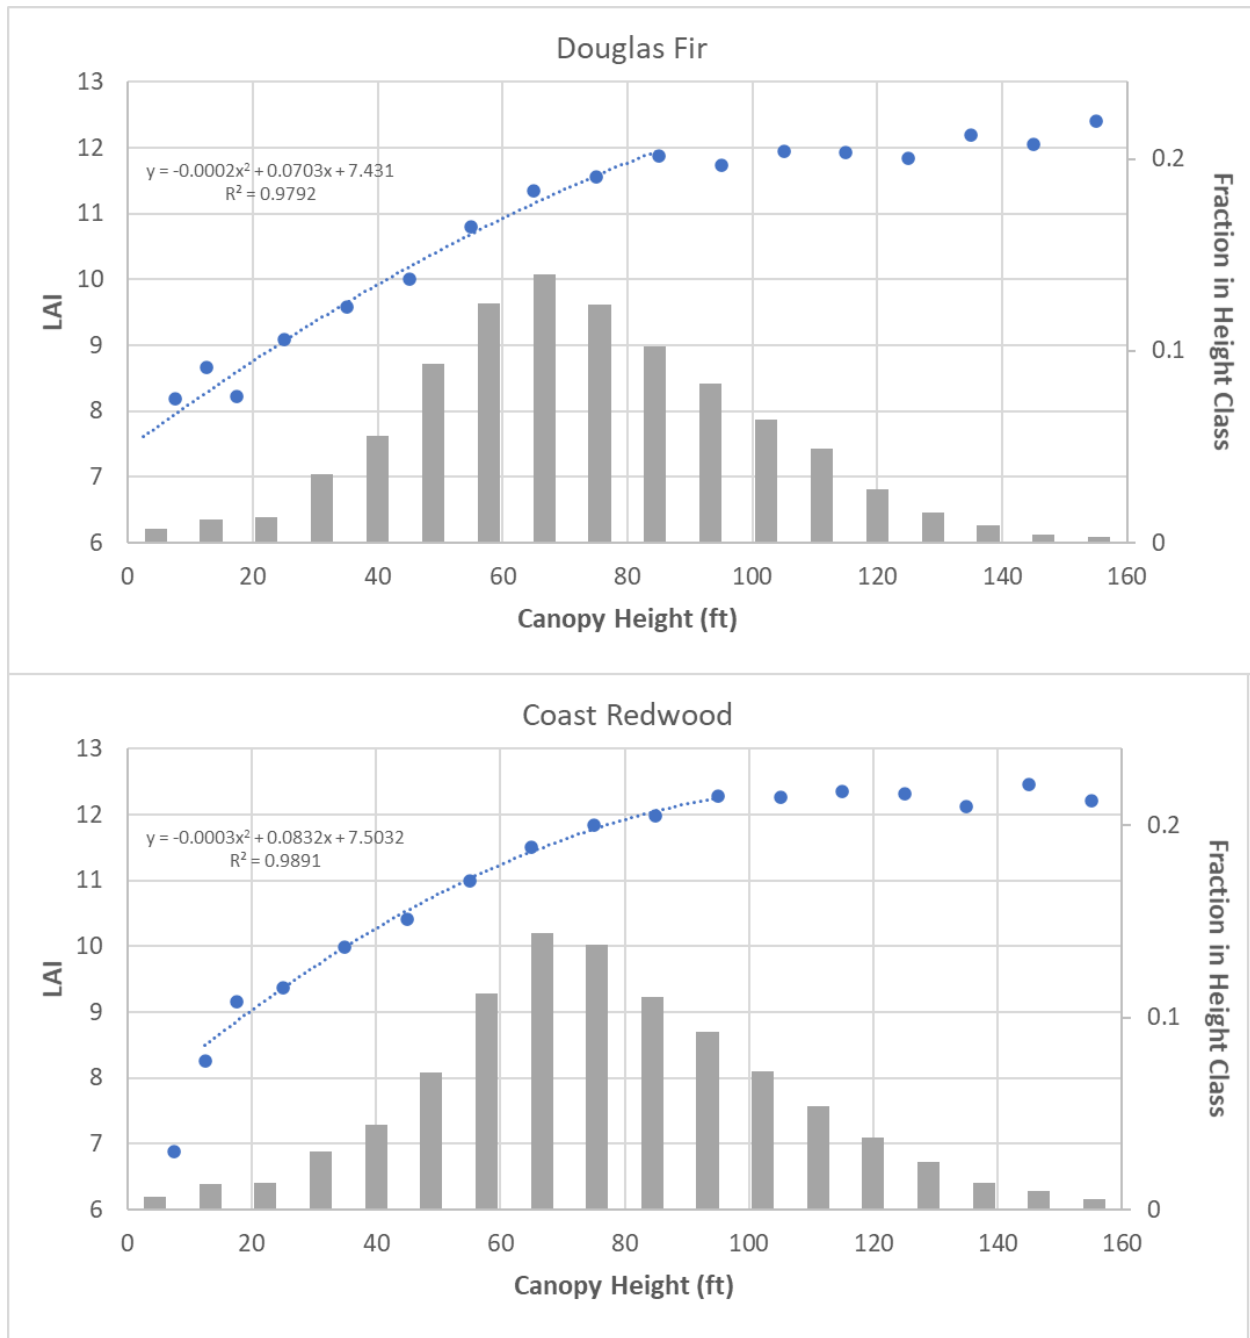 Douglas Fir
13
12
11
10
9
8
7
6
y = -0.0002x² + 0.0703x + 7.431
R² = 0.9792
LAI
0.2
0.1
0
Fraction in Height Class
0 20 40 60 80 100 120 140 160
Canopy Height (ft)
Coast Redwood
13
12
11
10
9
8
7
6
y = -0.0003x² + 0.0832x + 7.5032
R² = 0.9891
LAI
0.2
0.1
0
Fraction in Height Class
0 20 40 60 80 100 120 140 160
Canopy Height (ft)